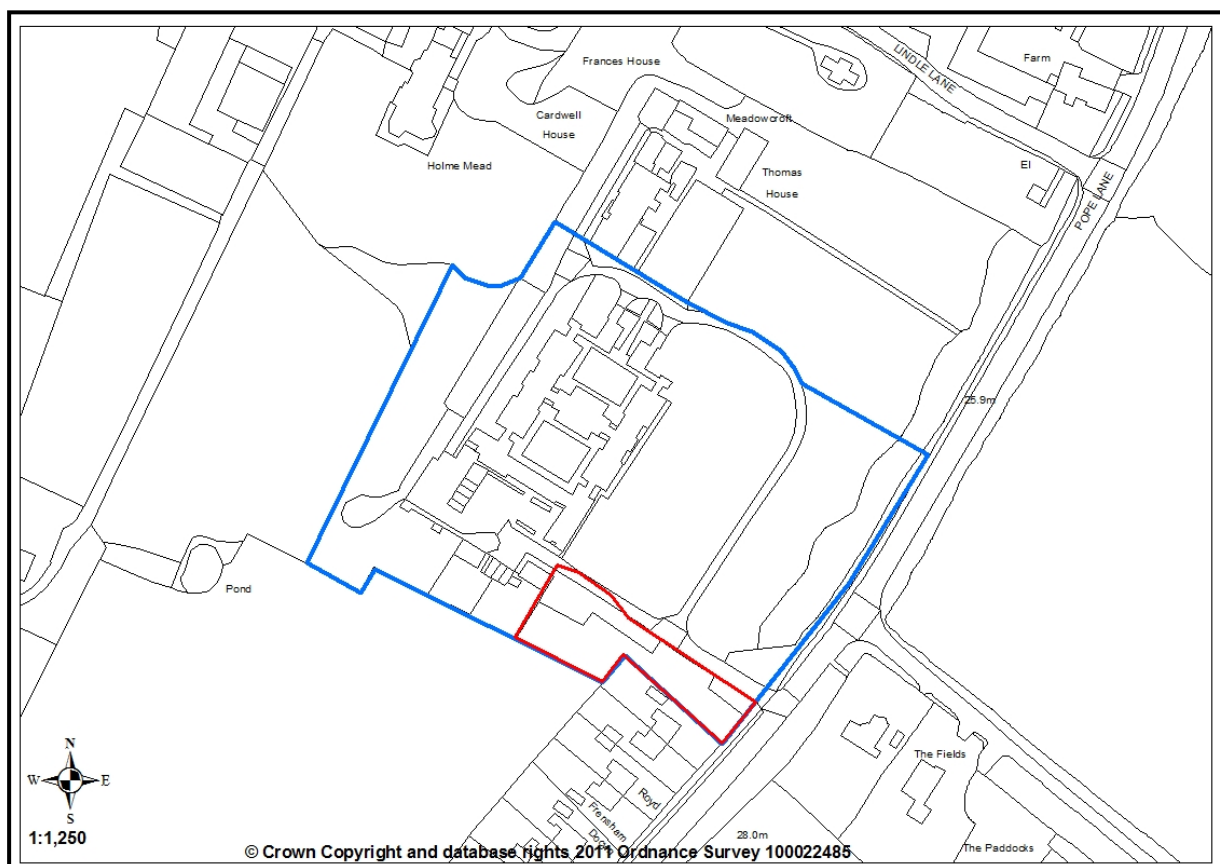 Frances House
LINDLE LANE
Farm
Cardwell
House
Meadowcroft
Holme Mead
Thomas
House
El
POPE LANE
25.9m
Pond
The Fields
Royd
Frensham
28.0m
The Paddocks
N
W E
S
1:1,250
© Crown Copyright and database rights 2011 Ordnance Survey 100022485